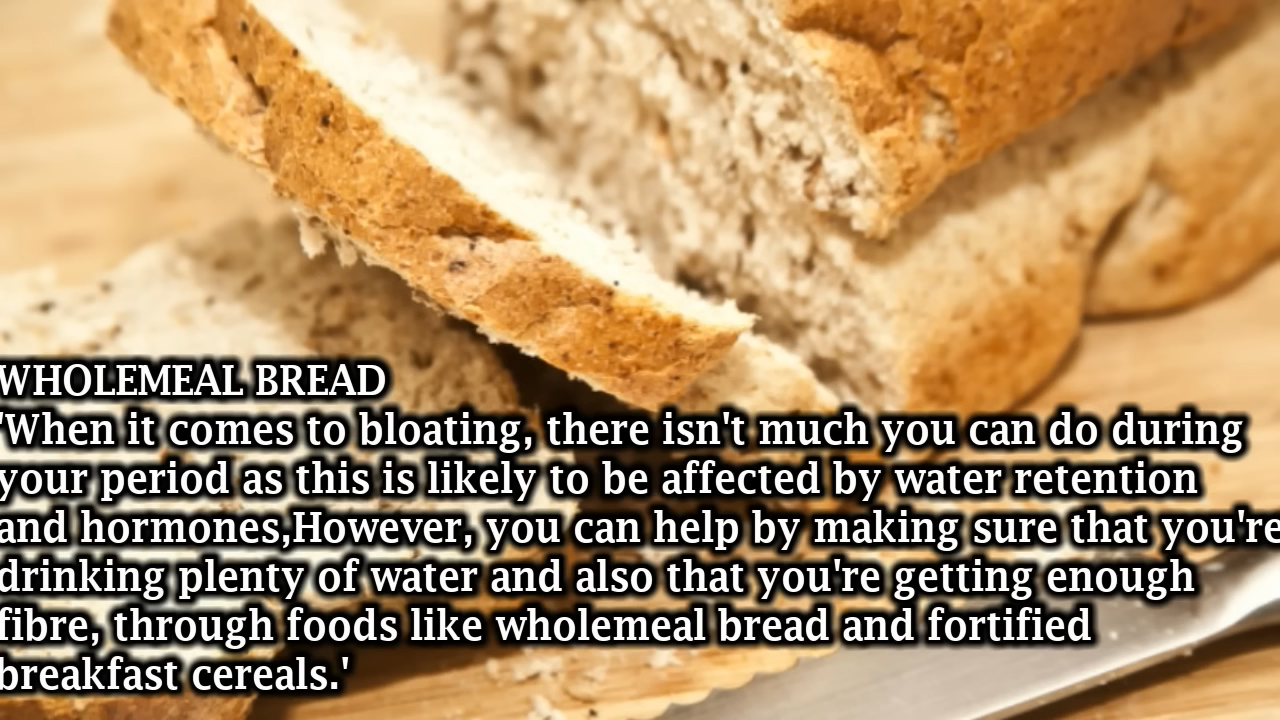 WHOLEMEAL BREAD
'When it comes to bloating, there isn't much you can do during
your period as this is likely to be affected by water retention
and hormones,However, you can help by making sure that you're
drinking plenty of water and also that you're getting enough
fibre, through foods like wholemeal bread and fortified
breakfast cereals.'